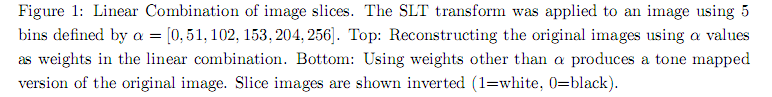 Figure 1: Linear Combination of image slices. The SLT transform was applied to an image using 5
bins defined by α = [0, 51, 102, 153, 204, 256]. Top: Reconstructing the original images using α values
as weights in the linear combination. Bottom: Using weights other than α produces a tone mapped
version of the original image. Slice images are shown inverted (1=white, 0=black).